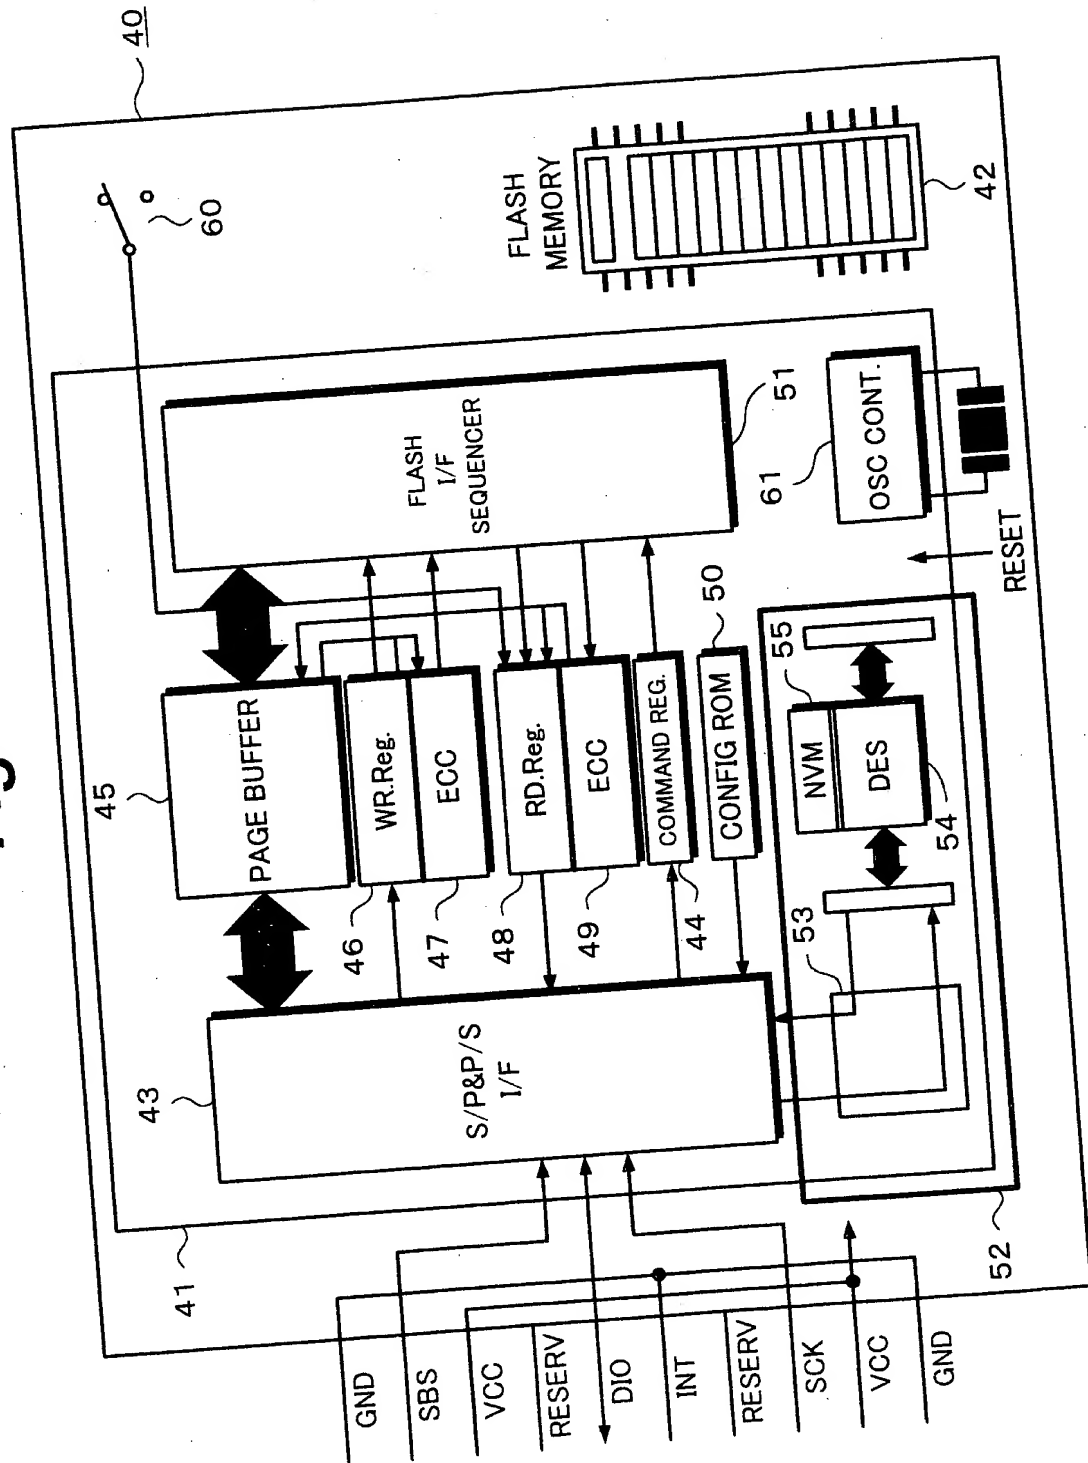 40
60
FLASH
MEMORY
42
FLASH
I/F
SEQUENCER
51
61
OSC CONT.
RESET
45
PAGE BUFFER
46
WR.Reg.
47
ECC
48
RD.Reg.
49
ECC
44
COMMAND REG.
50
CONFIG ROM
55
NVM
DES
54
53
52
43
S/P&P/S
I/F
41
GND
SBS
VCC
RESERV
DIO
INT
RESERV
SCK
VCC
GND